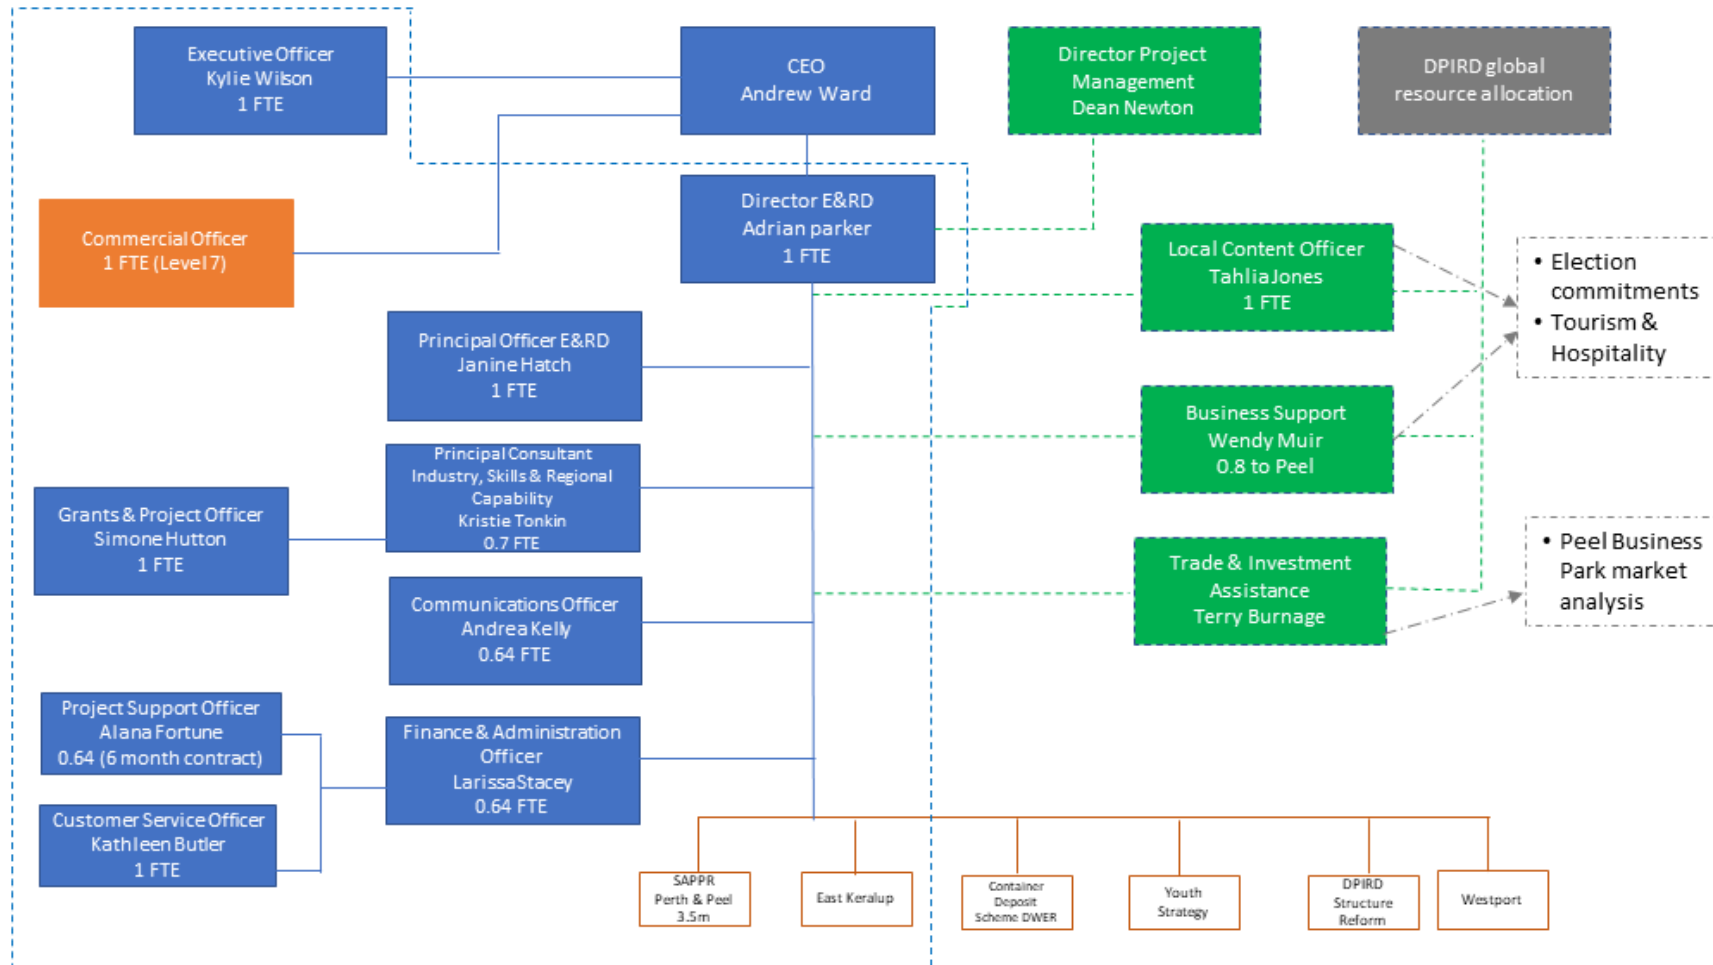 Executive Officer
Kylie Wilson
1 FTE
CEO
Andrew Ward
Director Project
Management
Dean Newton
DPIRD global
resource allocation
Commercial Officer
1 FTE (Level 7)
Director E&RD
Adrian parker
1 FTE
Local Content Officer
Tahlia Jones
1 FTE
• Election
commitments
• Tourism &
Hospitality
Principal Officer E&RD
Janine Hatch
1 FTE
Business Support
Wendy Muir
0.8 to Peel
Principal Consultant
Industry, Skills & Regional
Capability
Kristie Tonkin
0.7 FTE
Grants & Project Officer
Simone Hutton
1 FTE
Trade & Investment
Assistance
Terry Burnage
• Peel Business
Park market
analysis
Communications Officer
Andrea Kelly
0.64 FTE
Project Support Officer
Alana Fortune
0.64 (6 month contract)
Finance & Administration
Officer
Larissa Stacey
0.64 FTE
Customer Service Officer
Kathleen Butler
1 FTE
SAPPR
Perth & Peel
3.5m
East Keralup
Container
Deposit
Scheme DWER
Youth
Strategy
DPIRD
Structure
Reform
Westport